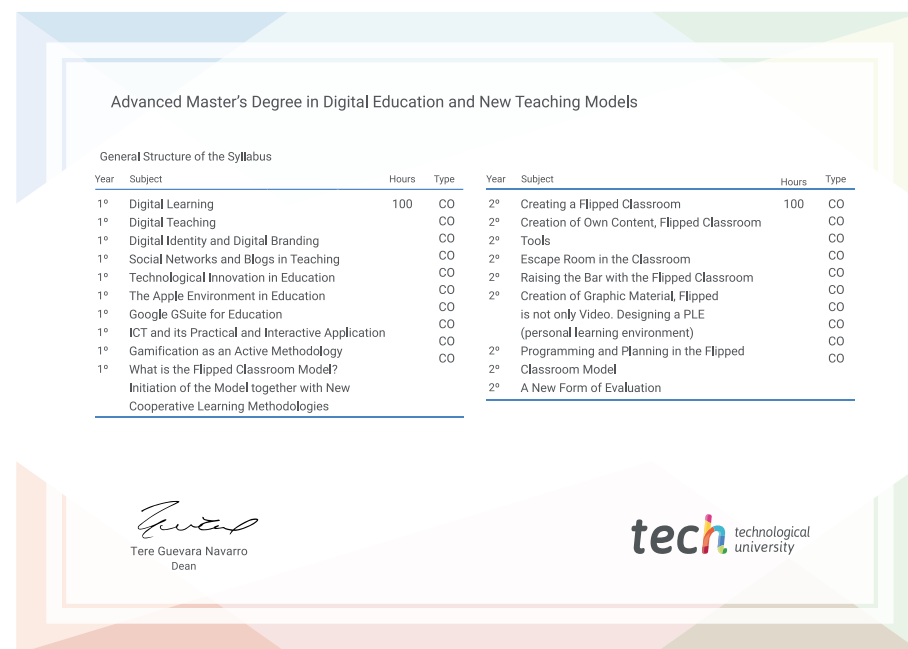 Advanced Master's Degree in Digital Education and New Teaching Models
General Structure of the Syllabus
Year Subject Hours Type
1º Digital Learning 100 CO
1º Digital Teaching CO
1º Digital Identity and Digital Branding CO
1º Social Networks and Blogs in Teaching CO
1º Technological Innovation in Education CO
1º The Apple Environment in Education CO
1º Google GSuite for Education CO
1º ICT and its Practical and Interactive Application CO
1º Gamification as an Active Methodology CO
1º What is the Flipped Classroom Model? CO
Initiation of the Model together with New
Cooperative Learning Methodologies
Year Subject Hours Type
2º Creating a Flipped Classroom 100 CO
2º Creation of Own Content, Flipped Classroom CO
2º Tools CO
2º Escape Room in the Classroom CO
2º Raising the Bar with the Flipped Classroom CO
2º Creation of Graphic Material, Flipped CO
is not only Video. Designing a PLE CO
(personal learning environment) CO
2º Programming and Planning in the Flipped CO
2º Classroom Model CO
2º A New Form of Evaluation
Tere Guevara Navarro
Dean
tech technological
university